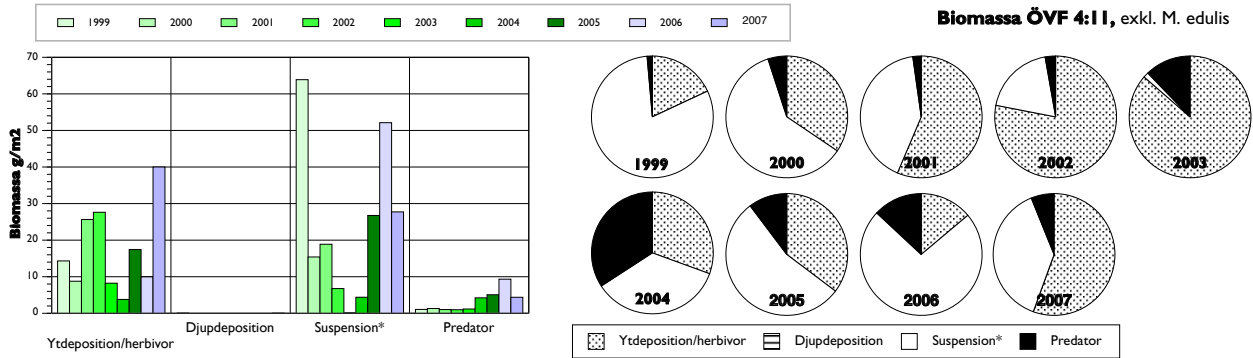 1999 2000 2001 2002 2003 2004 2005 2006 2007
Biomassa ÖVF 4:11, exkl. M. edulis
Biomassa g/m2
70
60
50
40
30
20
10
0
Ytdeposition/herbivor
Djupdeposition
Suspension*
Predator
1999
2000
2001
2002
2003
2004
2005
2006
2007
Ytdeposition/herbivor Djupdeposition Suspension* Predator